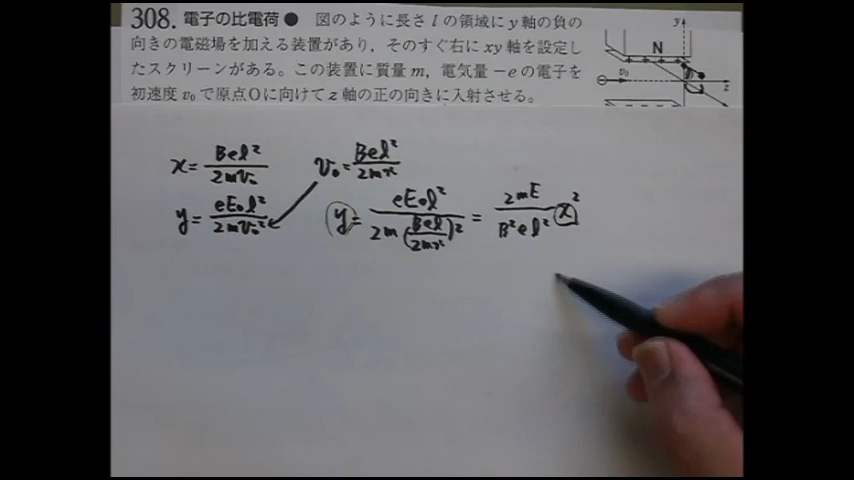 308. 電子の比電荷 ● 図のように長さ l の領域に y 軸の負の
向きの電磁場を加える装置があり，そのすぐ右に xy 軸を設定し
たスクリーンがある。この装置に質量 m，電気量 −e の電子を
初速度 v₀ で原点Oに向けて z 軸の正の向きに入射させる。
y
N
v₀
z
x = Bel²/2mv₀ v₀ = Bel²/2mx
y = eE₀l²/2mv₀² y = eE₀l²/2m(Bel/2mx)² = 2mE/B²el² x²